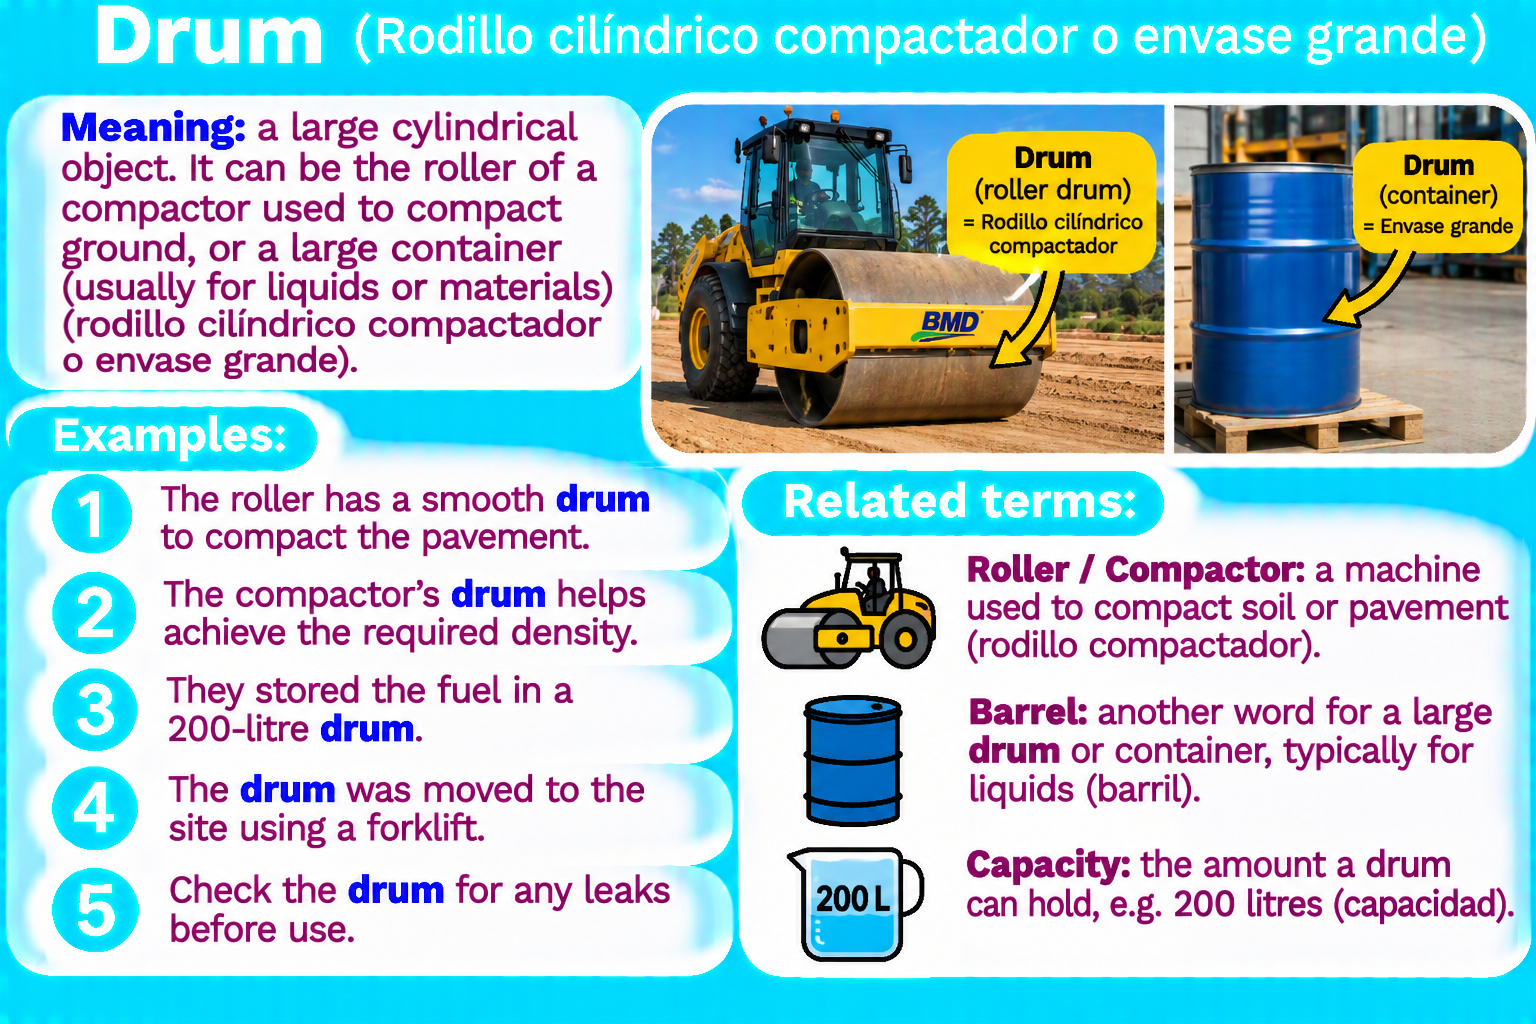 Drum (Rodillo cilíndrico compactador o envase grande)
Meaning: a large cylindrical
object. It can be the roller of a
compactor used to compact
ground, or a large container
(usually for liquids or materials)
(rodillo cilíndrico compactador
o envase grande).
Drum
(roller drum)
= Rodillo cilíndrico
compactador
BMD
Drum
(container)
= Envase grande
Examples:
1 The roller has a smooth drum
to compact the pavement.
2 The compactor’s drum helps
achieve the required density.
3 They stored the fuel in a
200-litre drum.
4 The drum was moved to the
site using a forklift.
5 Check the drum for any leaks
before use.
Related terms:
Roller / Compactor: a machine
used to compact soil or pavement
(rodillo compactador).
Barrel: another word for a large
drum or container, typically for
liquids (barril).
200 L
Capacity: the amount a drum
can hold, e.g. 200 litres (capacidad).